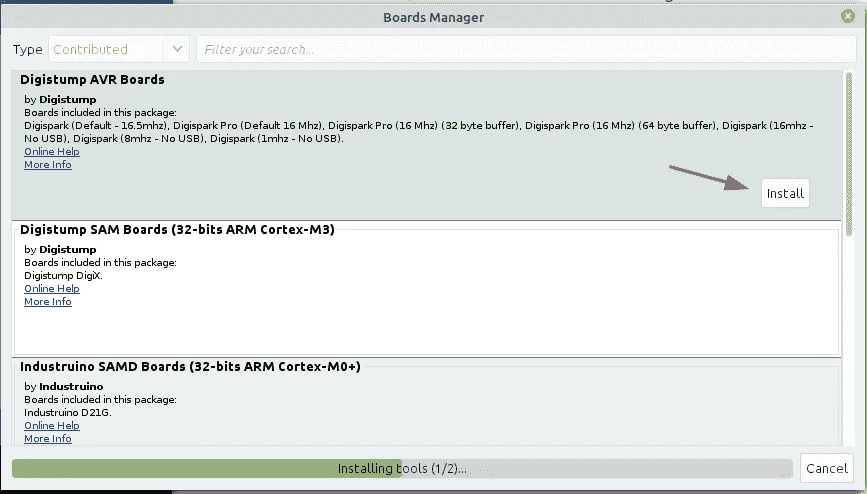 Boards Manager
Type Contributed Filter your search...
Digistump AVR Boards
by Digistump
Boards included in this package:
Digispark (Default - 16.5mhz), Digispark Pro (Default 16 Mhz), Digispark Pro (16 Mhz) (32 byte buffer), Digispark Pro (16 Mhz) (64 byte buffer), Digispark (16mhz -
No USB), Digispark (8mhz - No USB), Digispark (1mhz - No USB).
Online Help
More Info
Install
Digistump SAM Boards (32-bits ARM Cortex-M3)
by Digistump
Boards included in this package:
Digistump DigiX.
Online Help
More Info
Industruino SAMD Boards (32-bits ARM Cortex-M0+)
by Industruino
Boards included in this package:
Industruino D21G.
Online Help
More Info
Installing tools (1/2)...
Cancel